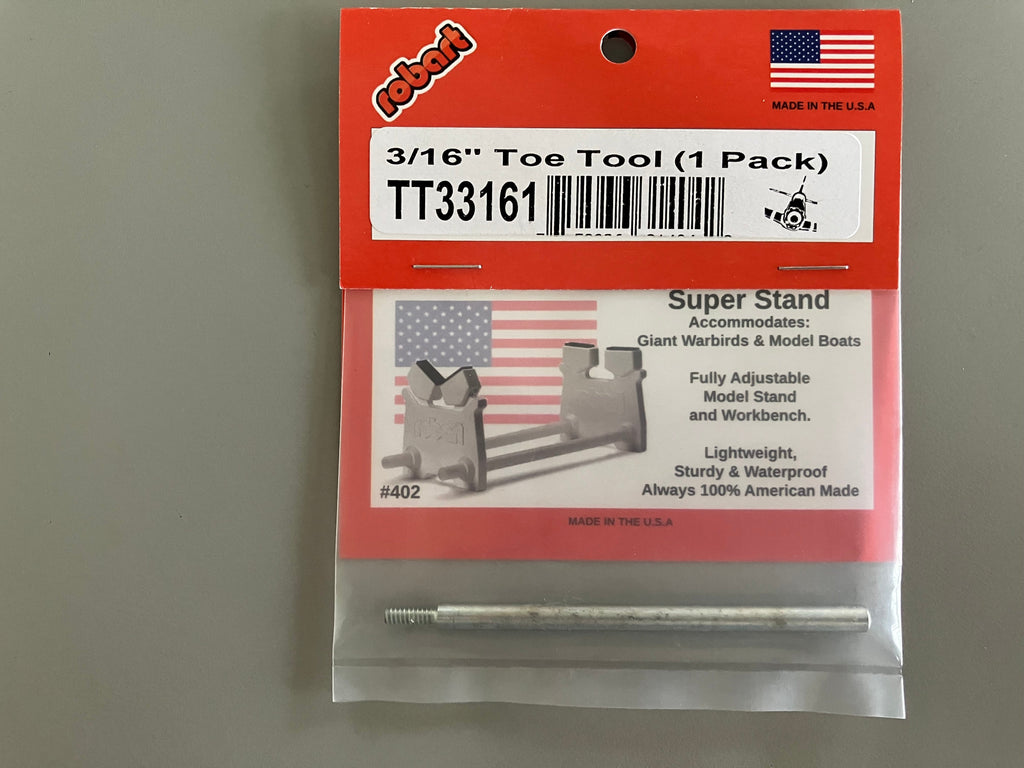 robart
MADE IN THE U.S.A
3/16" Toe Tool (1 Pack)
TT33161
Super Stand
Accommodates:
Giant Warbirds & Model Boats
Fully Adjustable
Model Stand
and Workbench.
Lightweight,
Sturdy & Waterproof
Always 100% American Made
#402
MADE IN THE U.S.A